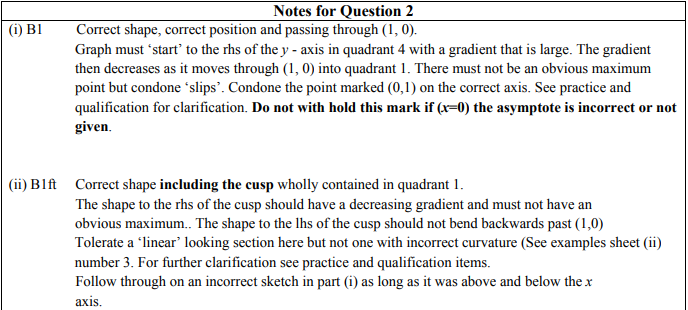 Notes for Question 2
(i) B1 Correct shape, correct position and passing through (1, 0).
Graph must ‘start’ to the rhs of the y - axis in quadrant 4 with a gradient that is large. The gradient
then decreases as it moves through (1, 0) into quadrant 1. There must not be an obvious maximum
point but condone ‘slips’. Condone the point marked (0,1) on the correct axis. See practice and
qualification for clarification. Do not with hold this mark if (x=0) the asymptote is incorrect or not
given.
(ii) B1ft Correct shape including the cusp wholly contained in quadrant 1.
The shape to the rhs of the cusp should have a decreasing gradient and must not have an
obvious maximum.. The shape to the lhs of the cusp should not bend backwards past (1,0)
Tolerate a ‘linear’ looking section here but not one with incorrect curvature (See examples sheet (ii)
number 3. For further clarification see practice and qualification items.
Follow through on an incorrect sketch in part (i) as long as it was above and below the x
axis.